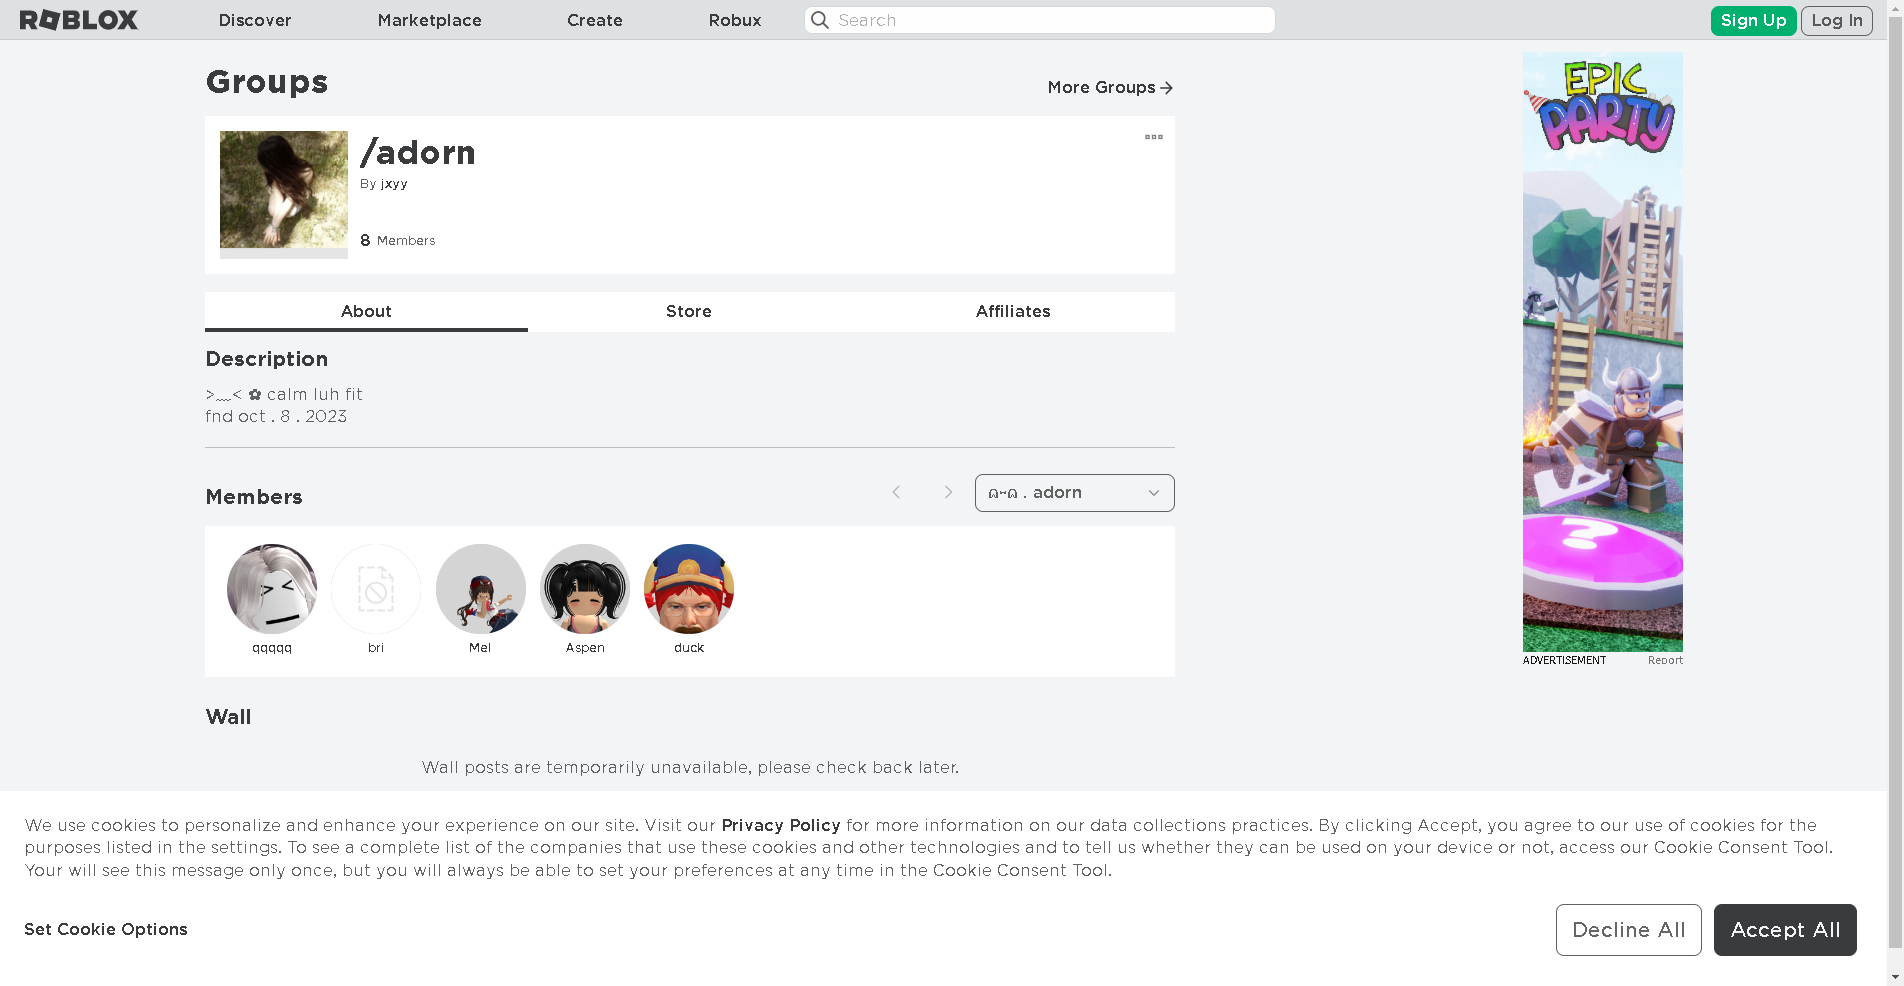 ROBLOX Discover Marketplace Create Robux Search Sign Up Log In
Groups
More Groups
/adorn
By jxyy
8 Members
About Store Affiliates
Description
>﹏< ✿ calm luh fit
fnd oct . 8 . 2023
Members
ฅ˵ฅ . adorn
qqqqq bri Mel Aspen duck
Wall
Wall posts are temporarily unavailable, please check back later.
EPIC
PARTY
ADVERTISEMENT Report
We use cookies to personalize and enhance your experience on our site. Visit our Privacy Policy for more information on our data collections practices. By clicking Accept, you agree to our use of cookies for the
purposes listed in the settings. To see a complete list of the companies that use these cookies and other technologies and to tell us whether they can be used on your device or not, access our Cookie Consent Tool.
Your will see this message only once, but you will always be able to set your preferences at any time in the Cookie Consent Tool.
Set Cookie Options
Decline All Accept All